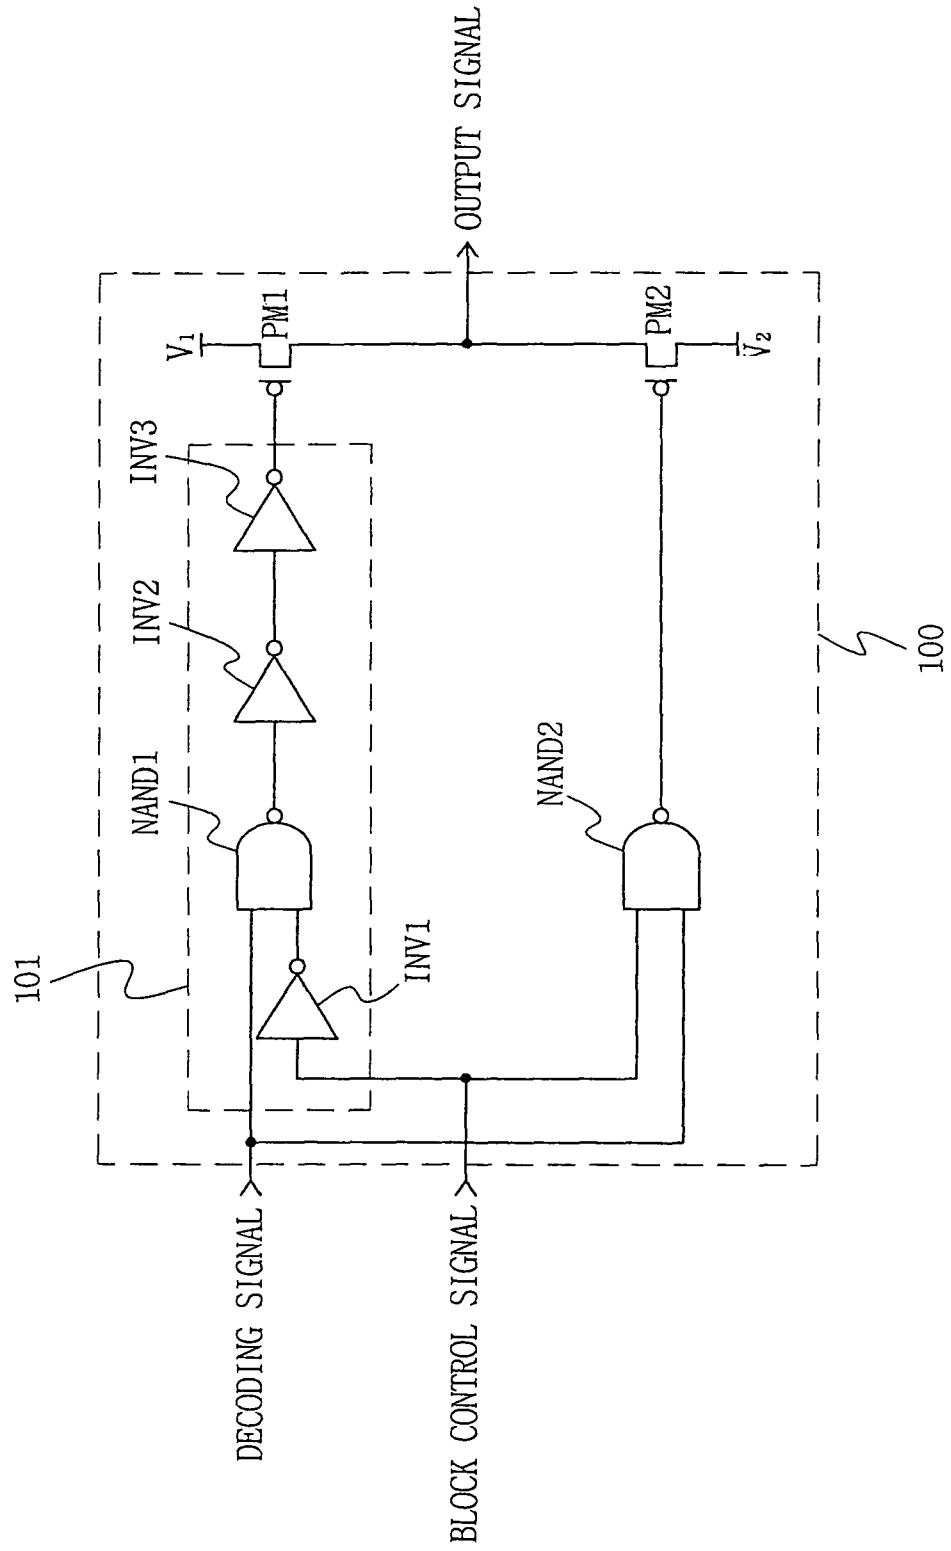 101
NAND1
INV2
INV3
V1
PM1
DECODING SIGNAL
INV1
BLOCK CONTROL SIGNAL
OUTPUT SIGNAL
NAND2
PM2
V2
100